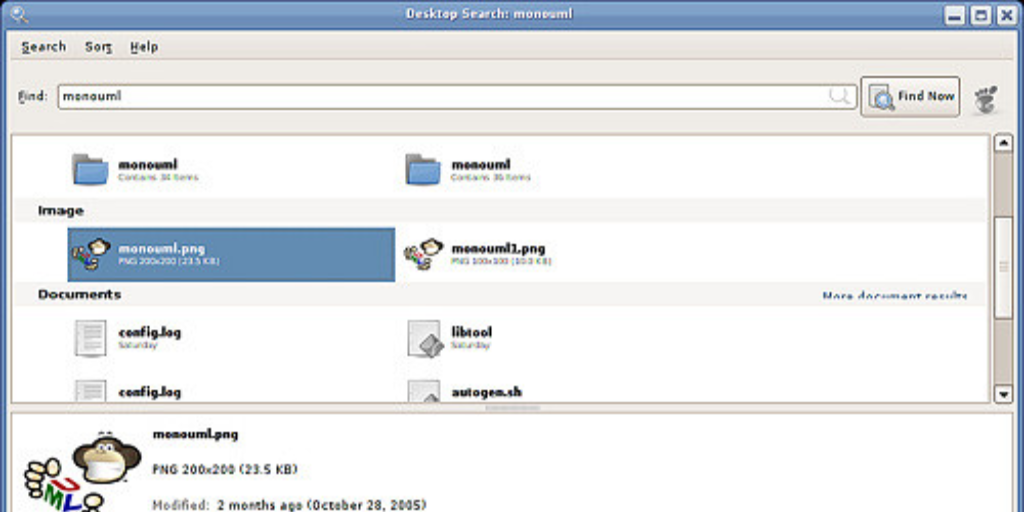 Desktop Search: monouml
Search Sort Help
Find: monouml Find Now
monouml monouml
Contains 36 Items Contains 36 Items
Image
monouml.png monouml1.png
PNG 200x200 (23.5 KB) PNG 100x100 (10.0 KB)
Documents More document results
config.log libtool
Saturday Saturday
config.log autogen.sh
monouml.png
PNG 200x200 (23.5 KB)
UML
Modified: 2 months ago (October 28, 2005)